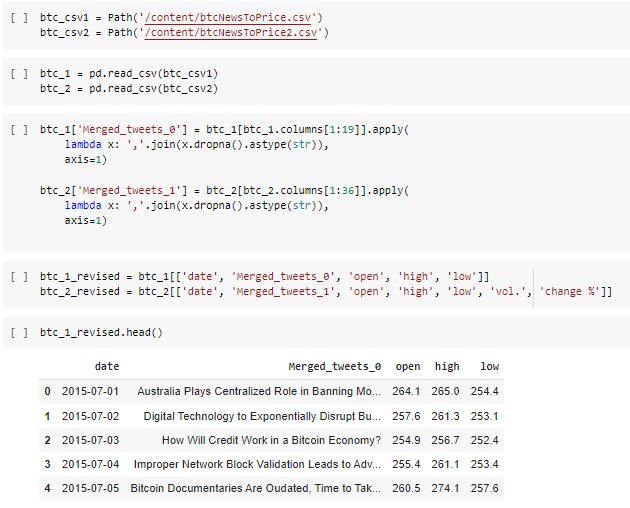 [ ] btc_csv1 = Path('/content/btcNewsToPrice.csv')
btc_csv2 = Path('/content/btcNewsToPrice2.csv')
[ ] btc_1 = pd.read_csv(btc_csv1)
btc_2 = pd.read_csv(btc_csv2)
[ ] btc_1['Merged_tweets_0'] = btc_1[btc_1.columns[1:19]].apply(
lambda x: ','.join(x.dropna().astype(str)),
axis=1)
btc_2['Merged_tweets_1'] = btc_2[btc_2.columns[1:36]].apply(
lambda x: ','.join(x.dropna().astype(str)),
axis=1)
[ ] btc_1_revised = btc_1[['date', 'Merged_tweets_0', 'open', 'high', 'low']]
btc_2_revised = btc_2[['date', 'Merged_tweets_1', 'open', 'high', 'low', 'vol.', 'change %']]
[ ] btc_1_revised.head()
date Merged_tweets_0 open high low
0 2015-07-01 Australia Plays Centralized Role in Banning Mo... 264.1 265.0 254.4
1 2015-07-02 Digital Technology to Exponentially Disrupt Bu... 257.6 261.3 253.1
2 2015-07-03 How Will Credit Work in a Bitcoin Economy? 254.9 256.7 252.4
3 2015-07-04 Improper Network Block Validation Leads to Adv... 255.4 261.1 253.4
4 2015-07-05 Bitcoin Documentaries Are Oudated, Time to Tak... 260.5 274.1 257.6